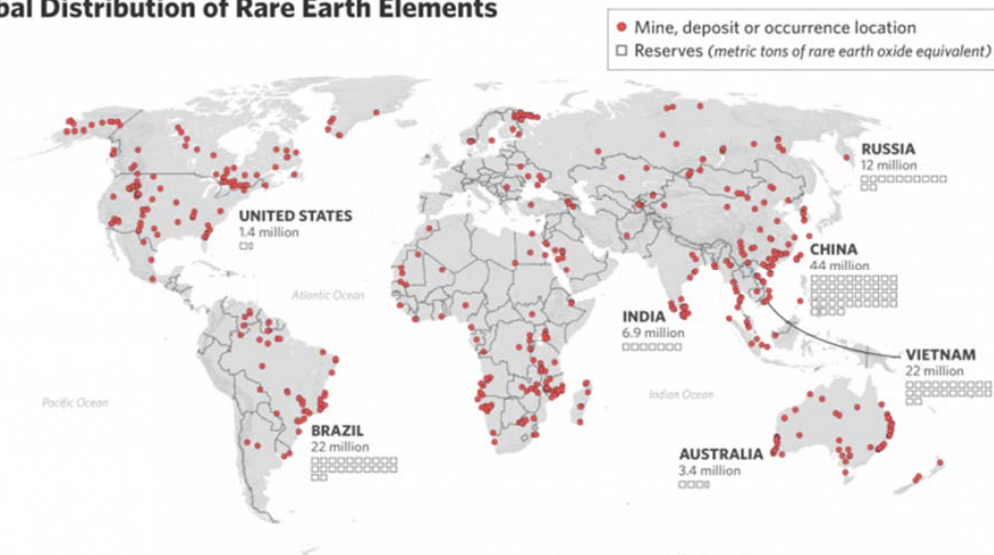 bal Distribution of Rare Earth Elements
Mine, deposit or occurrence location
Reserves (metric tons of rare earth oxide equivalent)
RUSSIA
12 million
UNITED STATES
1.4 million
CHINA
44 million
Atlantic Ocean
INDIA
6.9 million
VIETNAM
22 million
Indian Ocean
Pacific Ocean
BRAZIL
22 million
AUSTRALIA
3.4 million